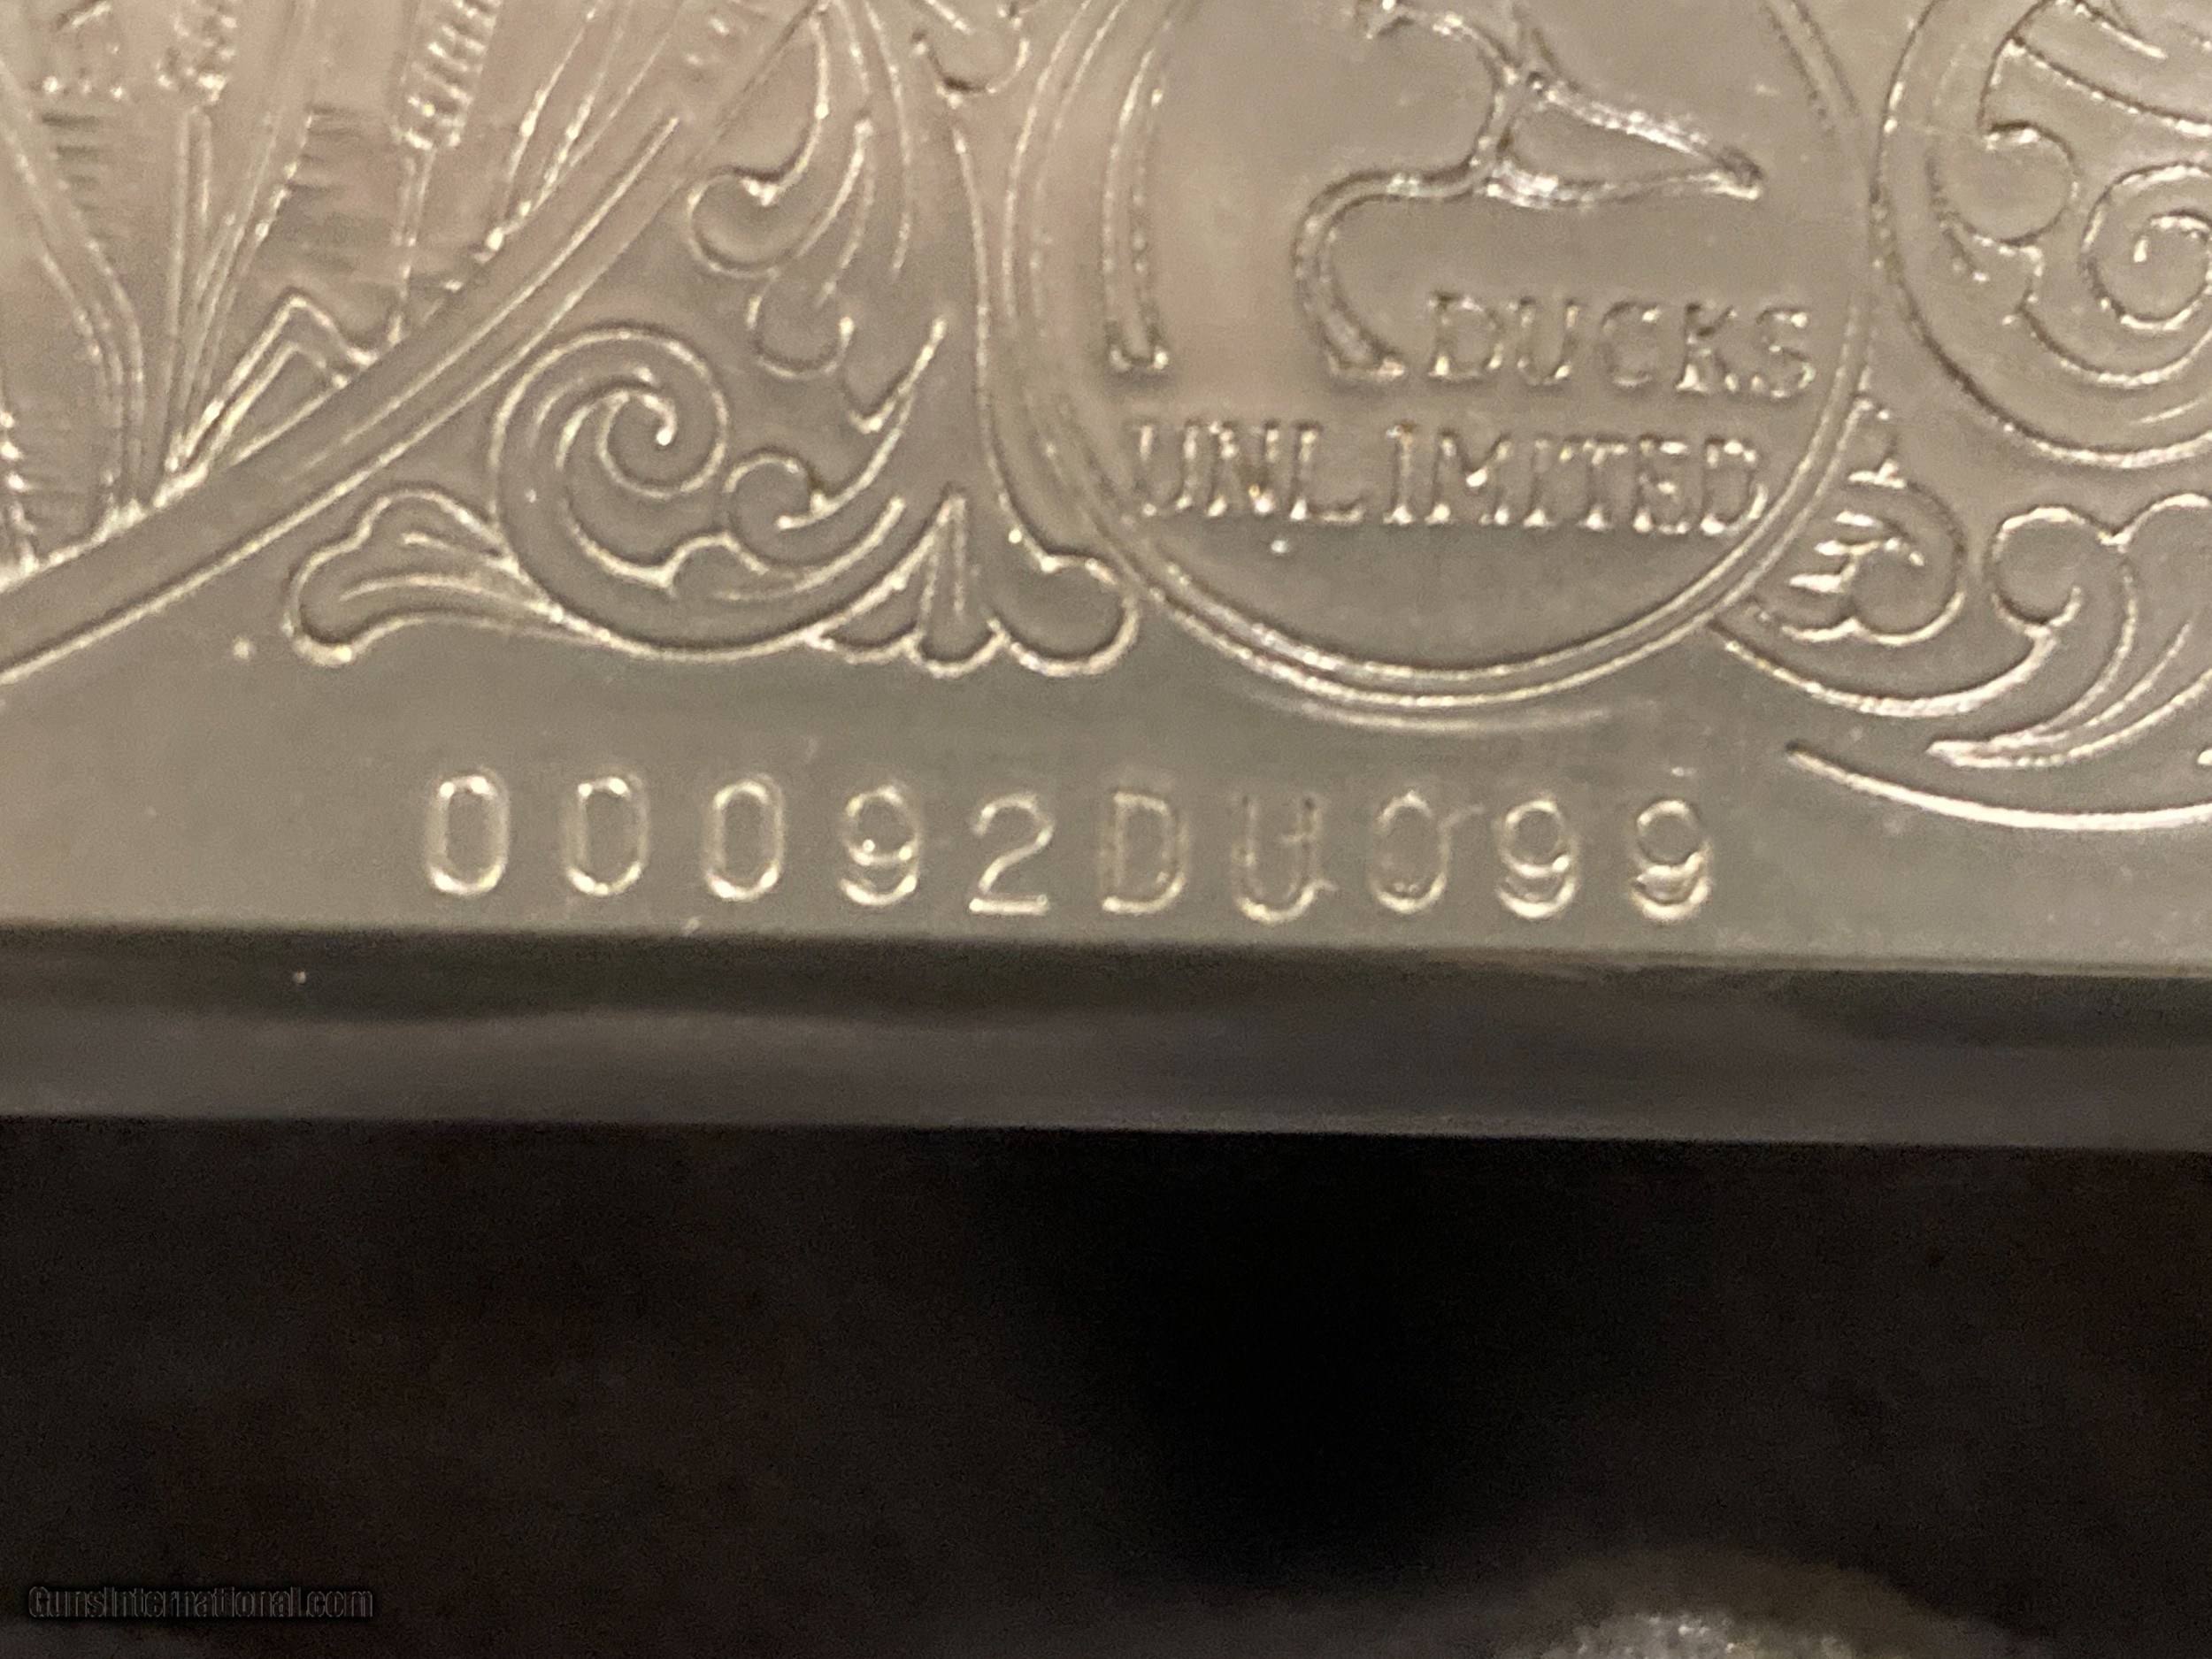 DUCKS
UNLIMITED
00092DU099
GunsInternational.com